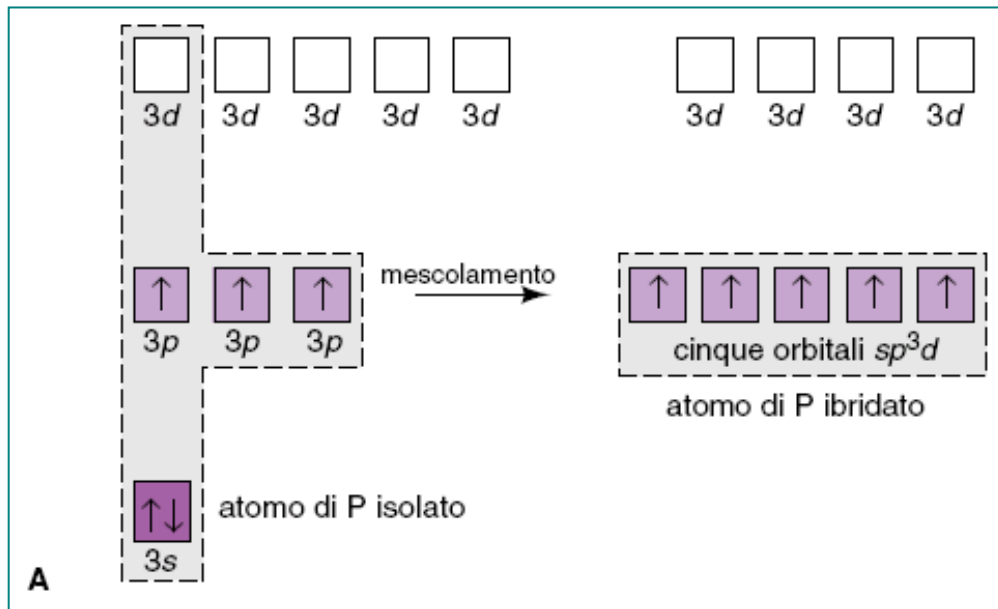 3d 3d 3d 3d 3d 3d 3d 3d 3d
↑ ↑ ↑ mescolamento ↑ ↑ ↑ ↑ ↑
3p 3p 3p cinque orbitali sp³d
atomo di P ibridato
↑↓ atomo di P isolato
3s
A